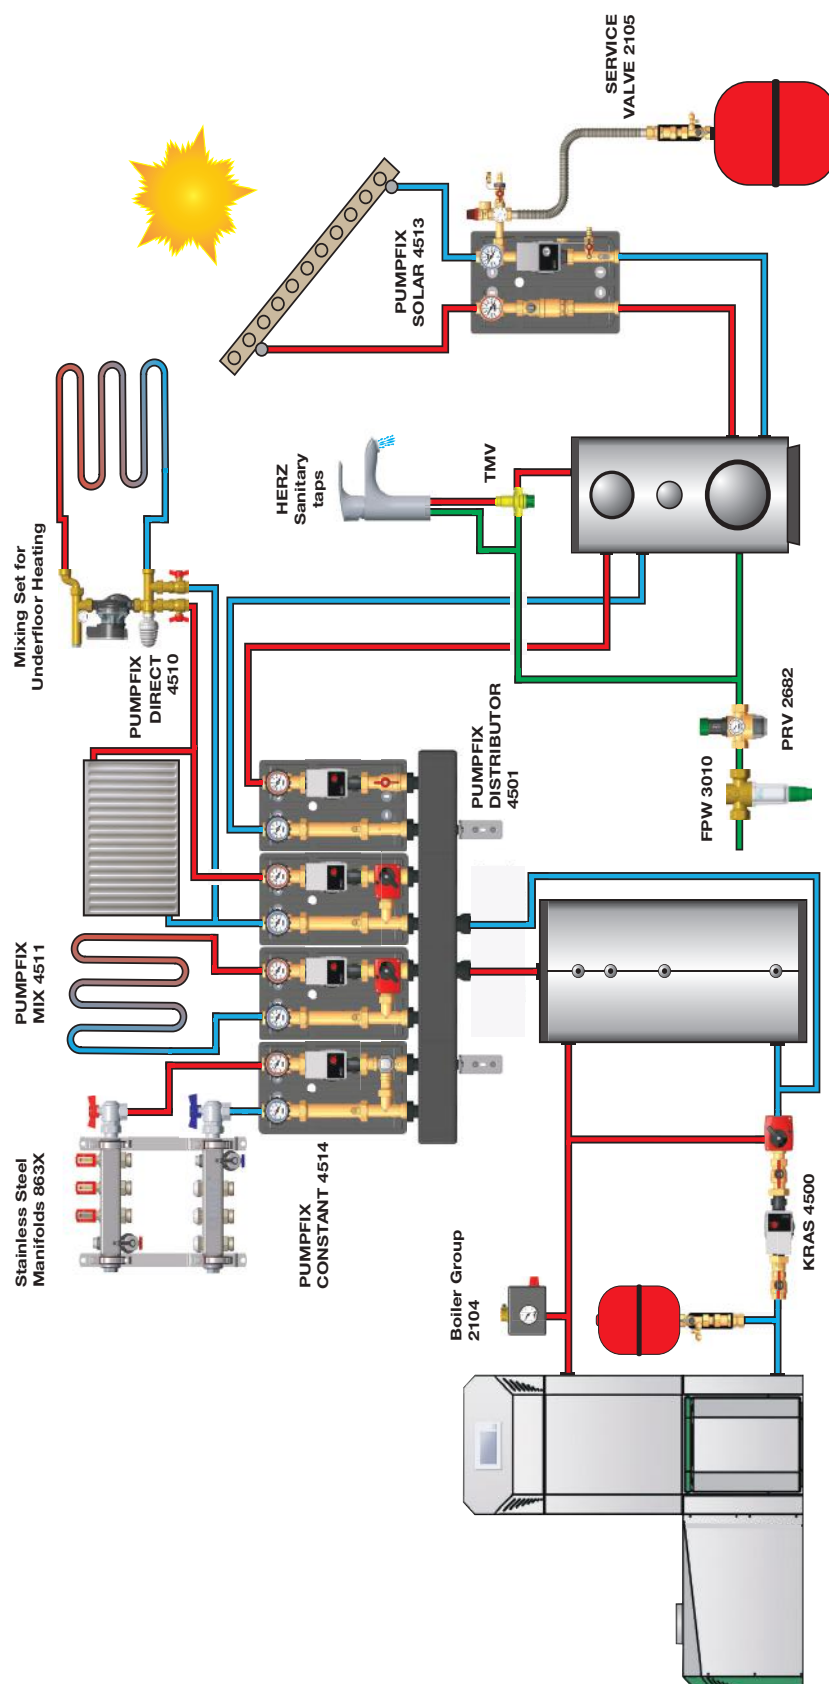 Stainless Steel
Manifolds 863X
PUMPFIX
MIX 4511
Mixing Set for
Underfloor Heating
PUMPFIX
DIRECT
4510
PUMPFIX
CONSTANT 4514
PUMPFIX
DISTRIBUTOR
4501
HERZ
Sanitary
taps
TMV
PUMPFIX
SOLAR 4513
SERVICE
VALVE 2105
Boiler Group
2104
KRAS 4500
FPW 3010
PRV 2682